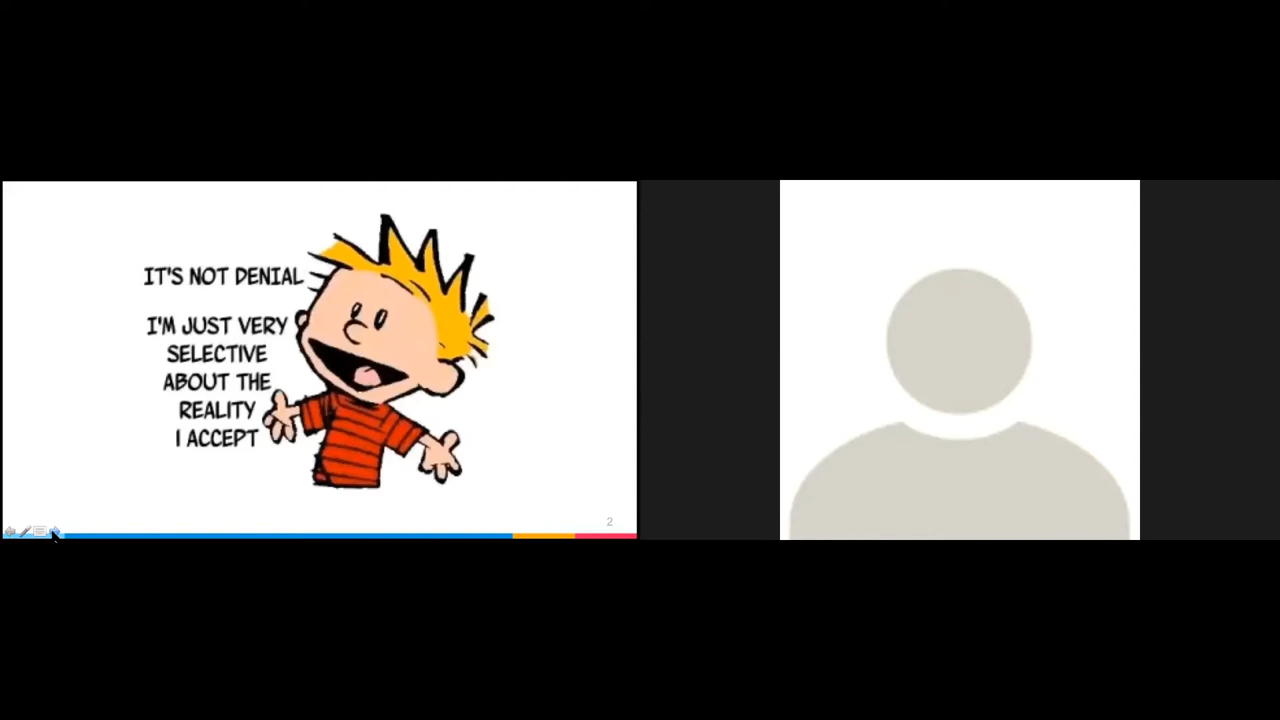 IT'S NOT DENIAL
I'M JUST VERY
SELECTIVE
ABOUT THE
REALITY
I ACCEPT
2